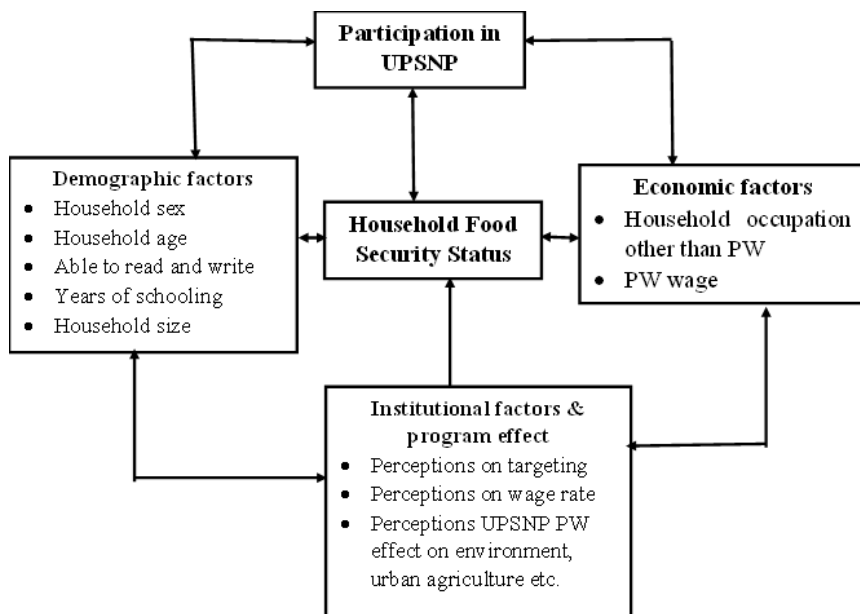 Participation in
UPSNP
Demographic factors
• Household sex
• Household age
• Able to read and write
• Years of schooling
• Household size
Household Food
Security Status
Economic factors
• Household occupation
other than PW
• PW wage
Institutional factors &
program effect
• Perceptions on targeting
• Perceptions on wage rate
• Perceptions UPSNP PW
effect on environment,
urban agriculture etc.